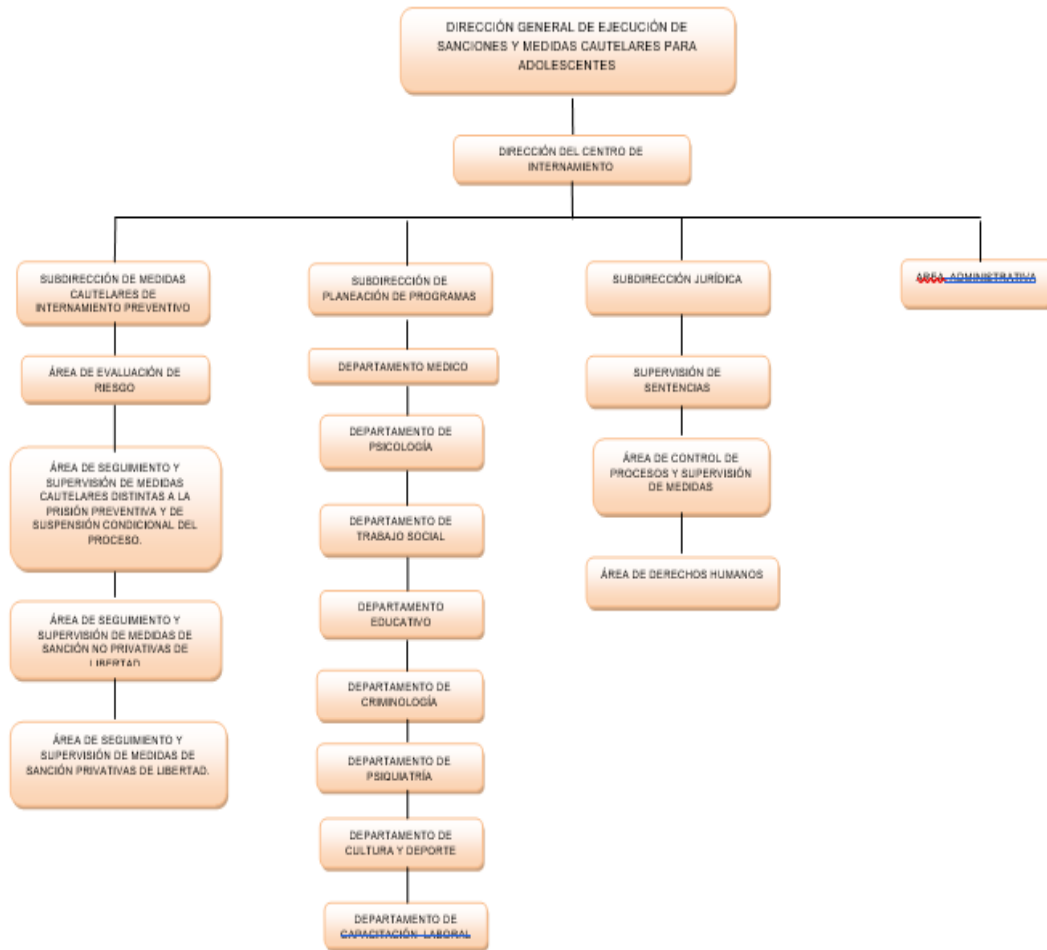 DIRECCIÓN GENERAL DE EJECUCIÓN DE
SANCIONES Y MEDIDAS CAUTELARES PARA
ADOLESCENTES
DIRECCIÓN DEL CENTRO DE
INTERNAMIENTO
SUBDIRECCIÓN DE MEDIDAS
CAUTELARES DE
INTERNAMIENTO PREVENTIVO
ÁREA DE EVALUACIÓN DE
RIESGO
ÁREA DE SEGUIMIENTO Y
SUPERVISIÓN DE MEDIDAS
CAUTELARES DISTINTAS A LA
PRISIÓN PREVENTIVA Y DE
SUSPENSIÓN CONDICIONAL DEL
PROCESO.
ÁREA DE SEGUIMIENTO Y
SUPERVISIÓN DE MEDIDAS DE
SANCIÓN NO PRIVATIVAS DE
LIBERTAD
ÁREA DE SEGUIMIENTO Y
SUPERVISIÓN DE MEDIDAS DE
SANCIÓN PRIVATIVAS DE LIBERTAD.
SUBDIRECCIÓN DE
PLANEACIÓN DE PROGRAMAS
DEPARTAMENTO MEDICO
DEPARTAMENTO DE
PSICOLOGÍA
DEPARTAMENTO DE
TRABAJO SOCIAL
DEPARTAMENTO
EDUCATIVO
DEPARTAMENTO DE
CRIMINOLOGÍA
DEPARTAMENTO DE
PSIQUIATRÍA
DEPARTAMENTO DE
CULTURA Y DEPORTE
DEPARTAMENTO DE
CAPACITACIÓN LABORAL
SUBDIRECCIÓN JURÍDICA
SUPERVISIÓN DE
SENTENCIAS
ÁREA DE CONTROL DE
PROCESOS Y SUPERVISIÓN
DE MEDIDAS
ÁREA DE DERECHOS HUMANOS
AREA ADMINISTRATIVA